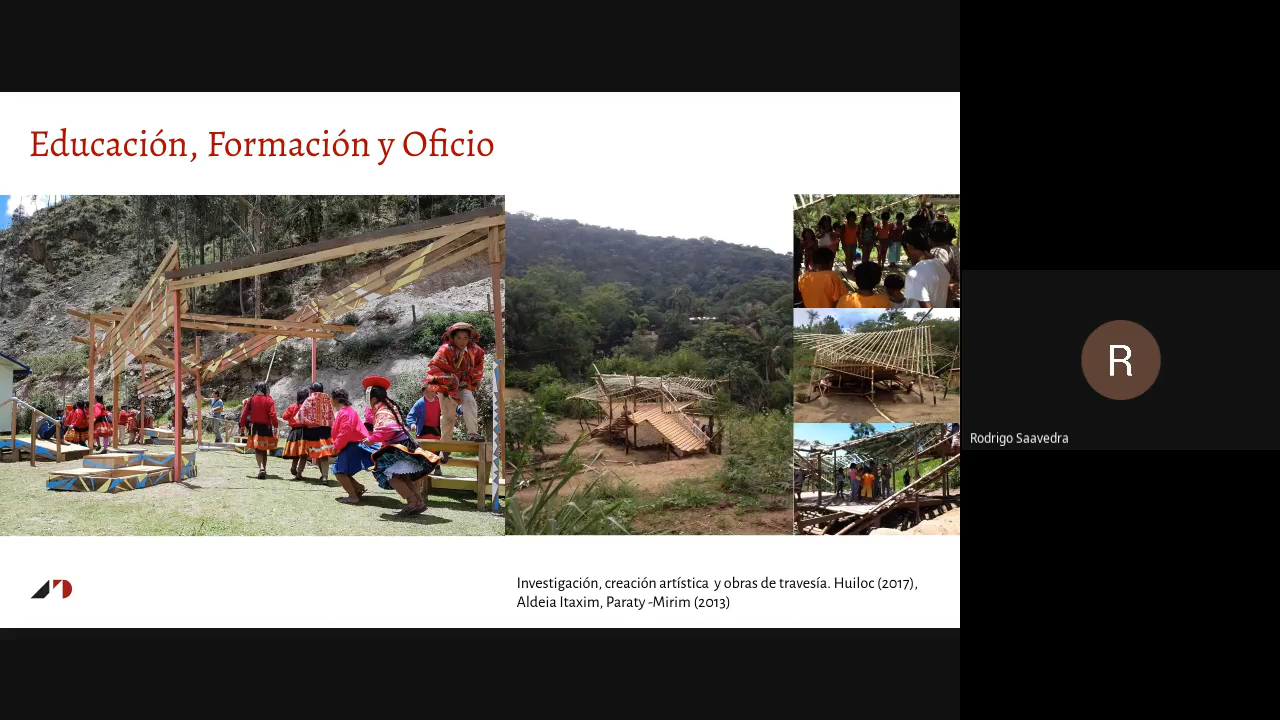 Educación, Formación y Oficio
R
Rodrigo Saavedra
Investigación, creación artística y obras de travesía. Huiloc (2017),
Aldeia Itaxim, Paraty -Mirim (2013)